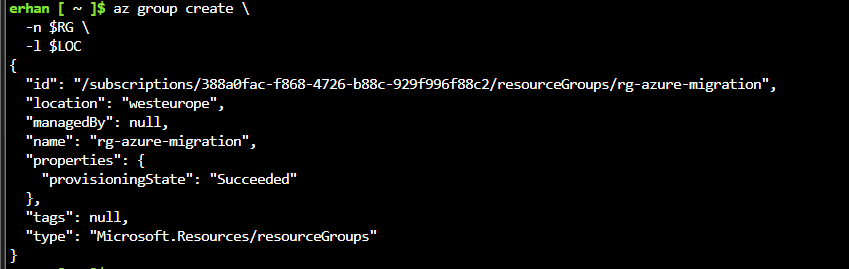 erhan [ ~ ]$ az group create \
  -n $RG \
  -l $LOC
{
  "id": "/subscriptions/388a0fac-f868-4726-b88c-929f996f88c2/resourceGroups/rg-azure-migration",
  "location": "westeurope",
  "managedBy": null,
  "name": "rg-azure-migration",
  "properties": {
    "provisioningState": "Succeeded"
  },
  "tags": null,
  "type": "Microsoft.Resources/resourceGroups"
}